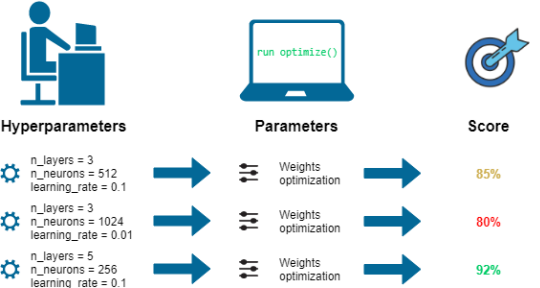 run optimize()
Hyperparameters
Parameters
Score
n_layers = 3
n_neurons = 512
learning_rate = 0.1
Weights
optimization
85%
n_layers = 3
n_neurons = 1024
learning_rate = 0.01
Weights
optimization
80%
n_layers = 5
n_neurons = 256
learning_rate = 0.1
Weights
optimization
92%